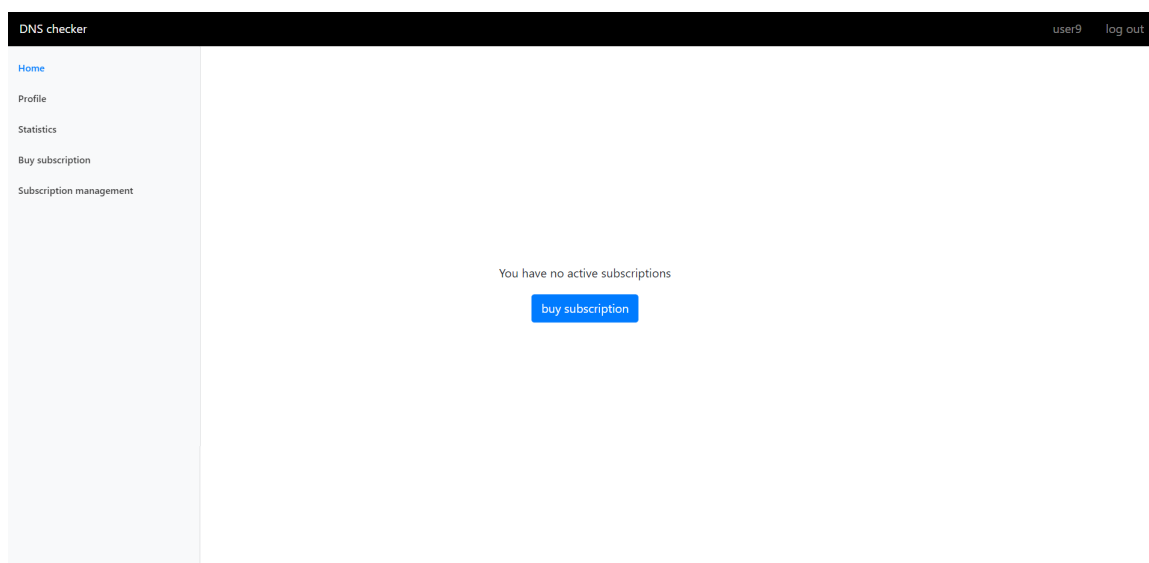 DNS checker
user9
log out
Home
Profile
Statistics
Buy subscription
Subscription management
You have no active subscriptions
buy subscription